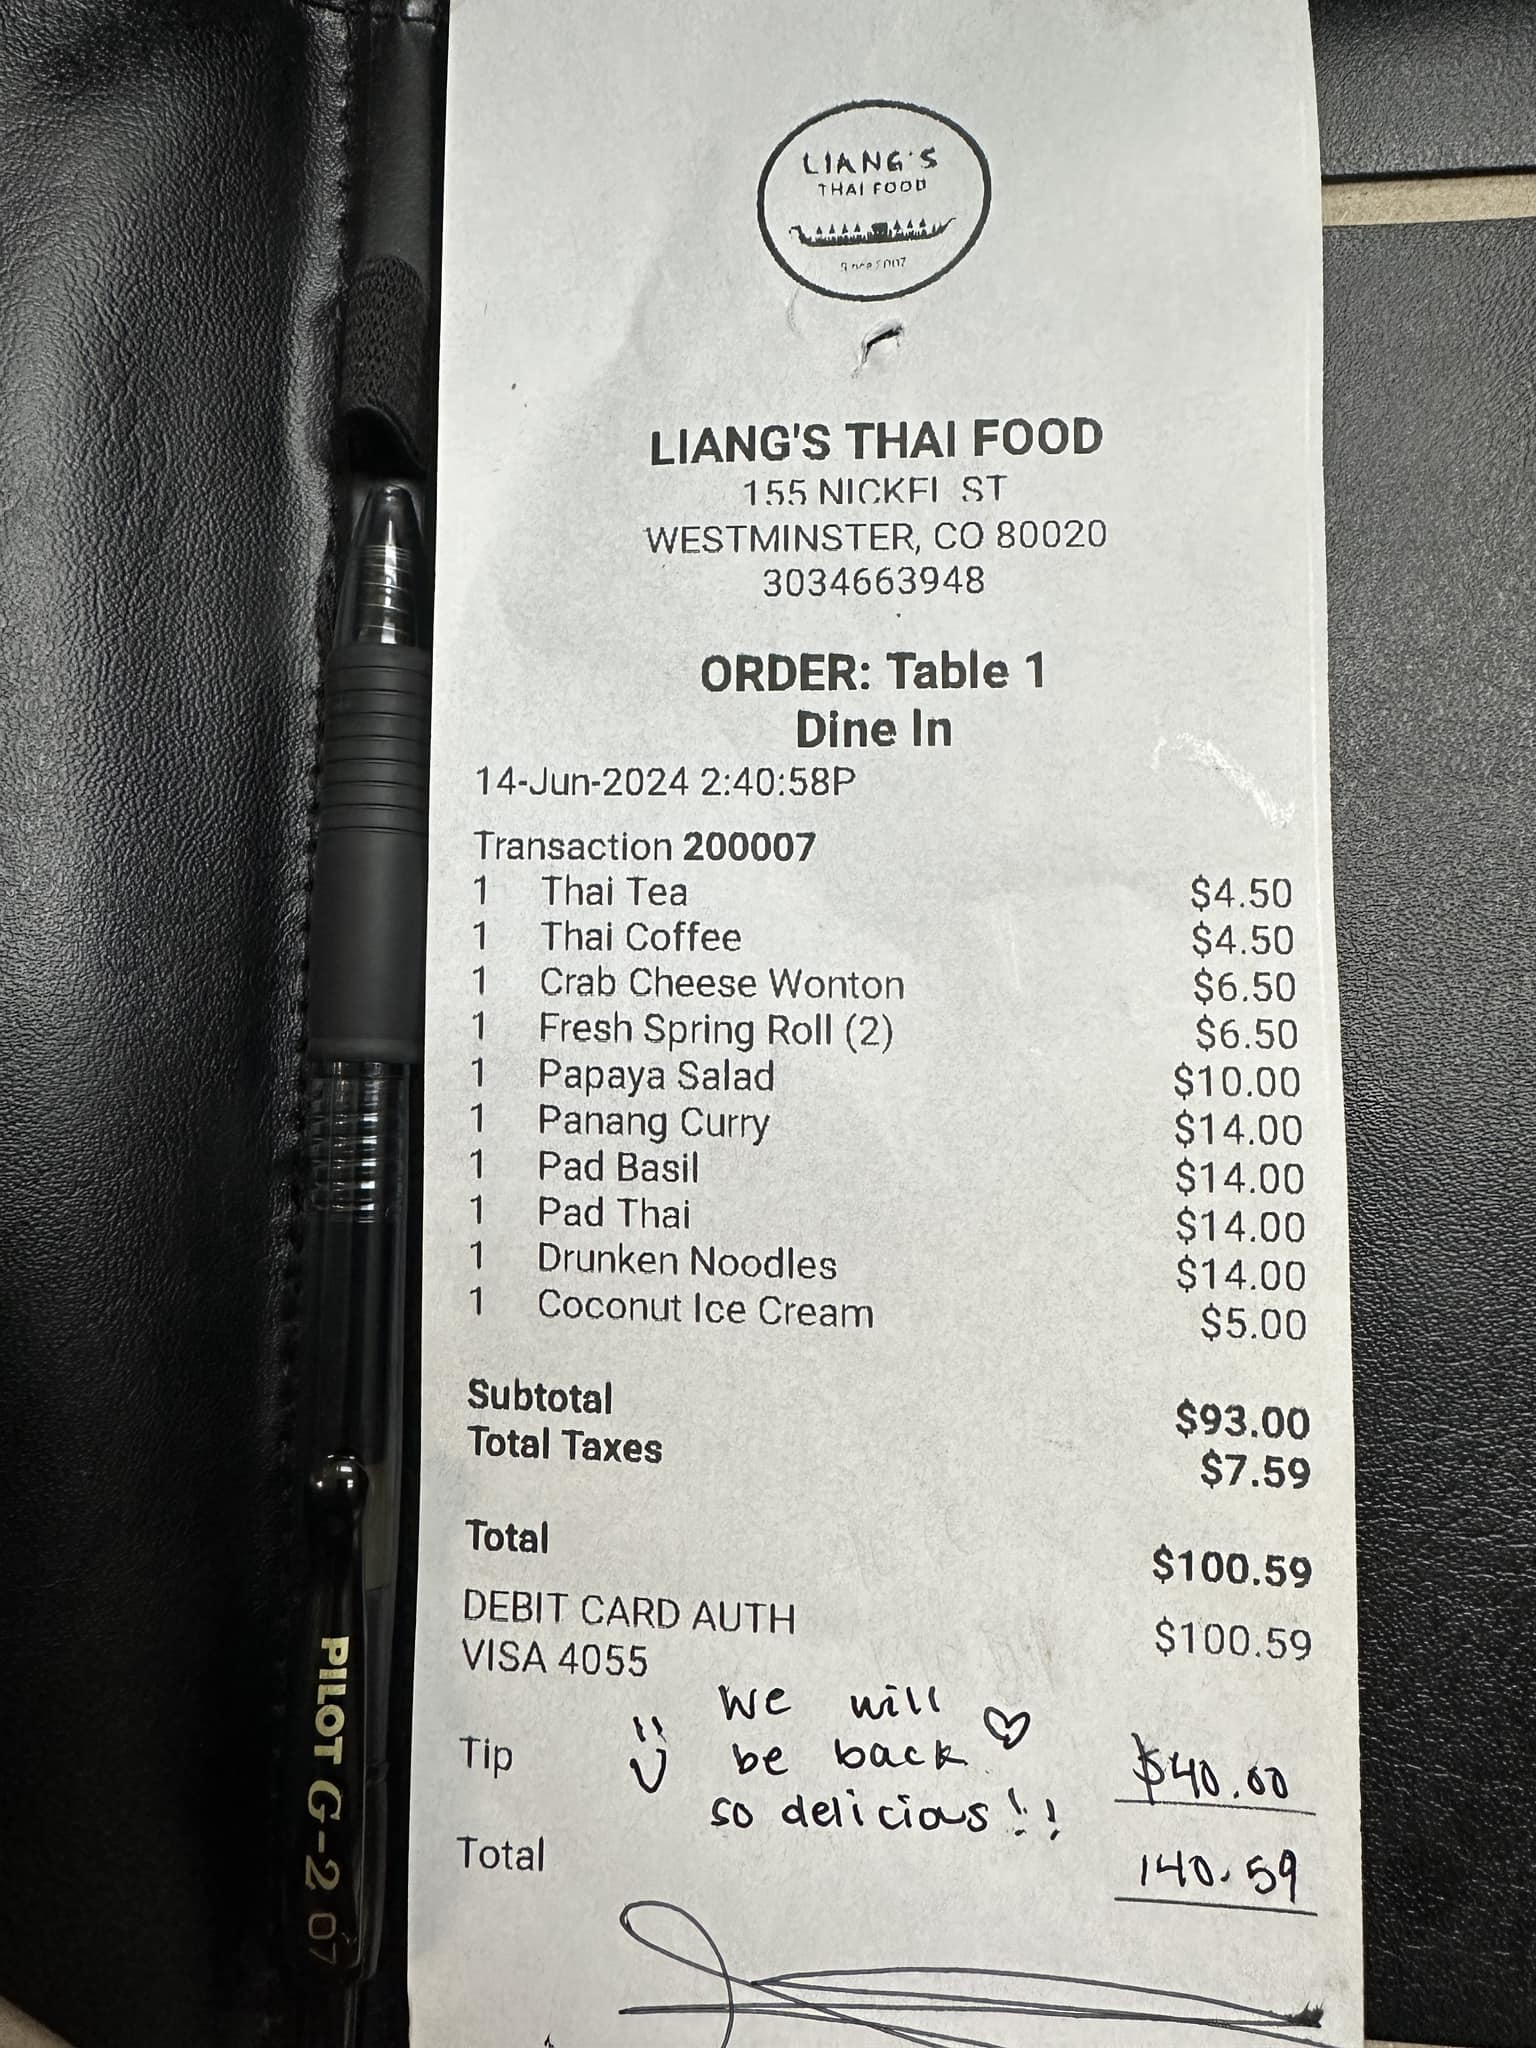 LIANG'S
THAI FOOD
LIANG'S THAI FOOD
155 NICKEL ST
WESTMINSTER, CO 80020
3034663948
ORDER: Table 1
Dine In
14-Jun-2024 2:40:58P
Transaction 200007
1 Thai Tea $4.50
1 Thai Coffee $4.50
1 Crab Cheese Wonton $6.50
1 Fresh Spring Roll (2) $6.50
1 Papaya Salad $10.00
1 Panang Curry $14.00
1 Pad Basil $14.00
1 Pad Thai $14.00
1 Drunken Noodles $14.00
1 Coconut Ice Cream $5.00
Subtotal $93.00
Total Taxes $7.59
Total $100.59
DEBIT CARD AUTH $100.59
VISA 4055
We will
be back
so delicious!!
Tip $40.00
Total 140.59
PILOT G-2 07